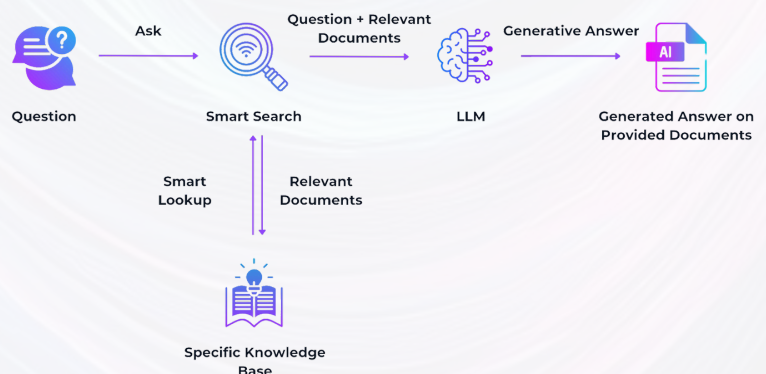 Ask
Question + Relevant
Documents
Generative Answer
?
AI
Question
Smart Search
LLM
Generated Answer on
Provided Documents
Smart
Lookup
Relevant
Documents
Specific Knowledge
Base